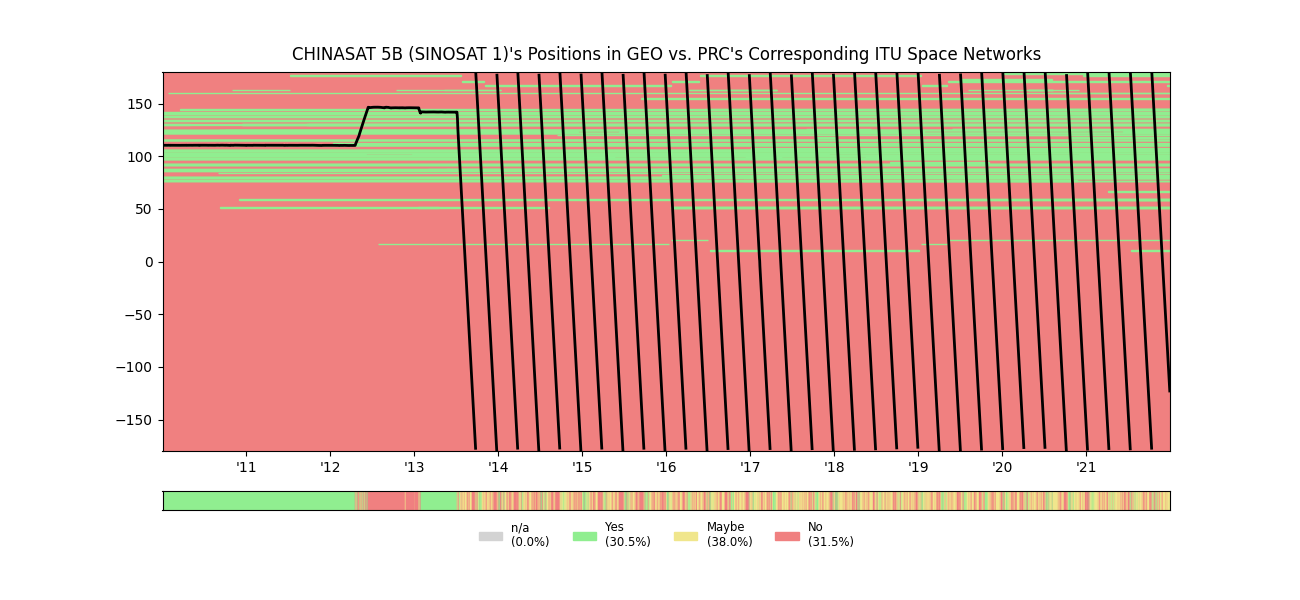 CHINASAT 5B (SINOSAT 1)'s Positions in GEO vs. PRC's Corresponding ITU Space Networks
150
100
50
0
−50
−100
−150
'11 '12 '13 '14 '15 '16 '17 '18 '19 '20 '21
n/a Yes Maybe No
(0.0%) (30.5%) (38.0%) (31.5%)